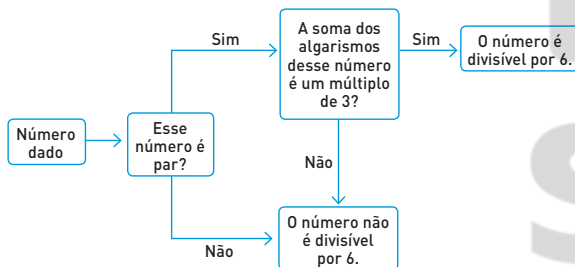 Número
dado
Esse
número é
par?
Sim
A soma dos
algarismos
desse número
é um múltiplo
de 3?
Sim
O número é
divisível por 6.
Não
Não
O número não
é divisível
por 6.